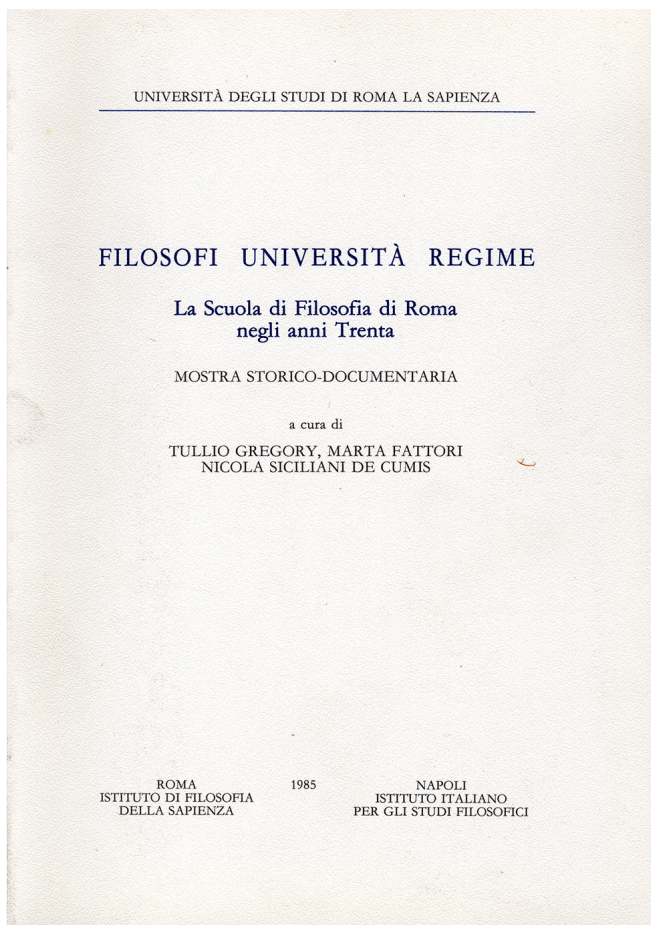 UNIVERSITÀ DEGLI STUDI DI ROMA LA SAPIENZA
FILOSOFI UNIVERSITÀ REGIME
La Scuola di Filosofia di Roma
negli anni Trenta
MOSTRA STORICO-DOCUMENTARIA
a cura di
TULLIO GREGORY, MARTA FATTORI
NICOLA SICILIANI DE CUMIS
ROMA
ISTITUTO DI FILOSOFIA
DELLA SAPIENZA
1985
NAPOLI
ISTITUTO ITALIANO
PER GLI STUDI FILOSOFICI